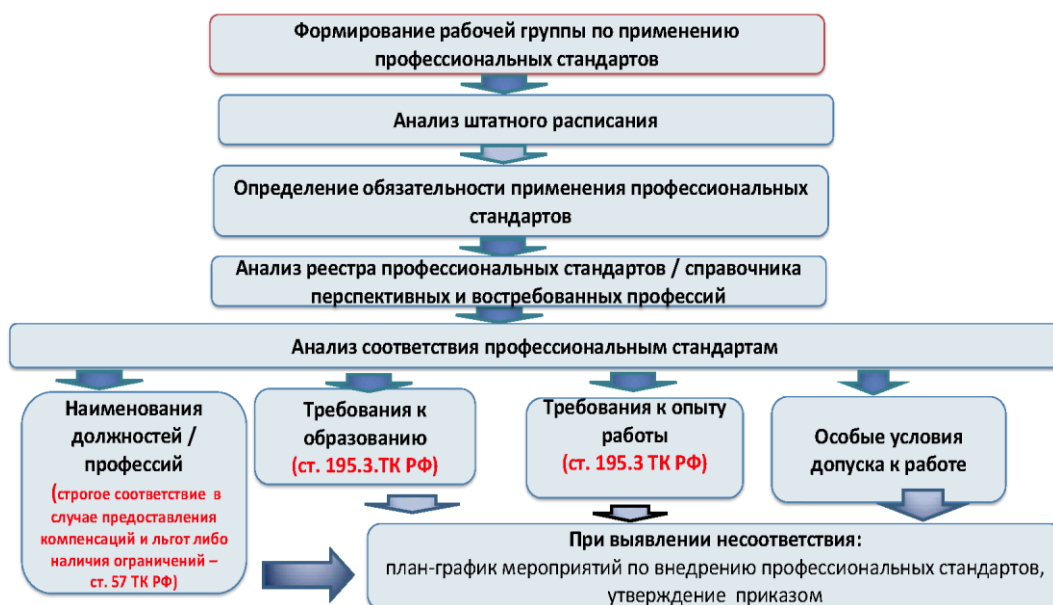 Формирование рабочей группы по применению
профессиональных стандартов
Анализ штатного расписания
Определение обязательности применения профессиональных
стандартов
Анализ реестра профессиональных стандартов / справочника
перспективных и востребованных профессий
Анализ соответствия профессиональным стандартам
Наименования
должностей /
профессий
(строгое соответствие в
случае предоставления
компенсаций и льгот либо
наличия ограничений –
ст. 57 ТК РФ)
Требования к
образованию
(ст. 195.3.ТК РФ)
Требования к опыту
работы
(ст. 195.3 ТК РФ)
Особые условия
допуска к работе
При выявлении несоответствия:
план-график мероприятий по внедрению профессиональных стандартов,
утверждение приказом